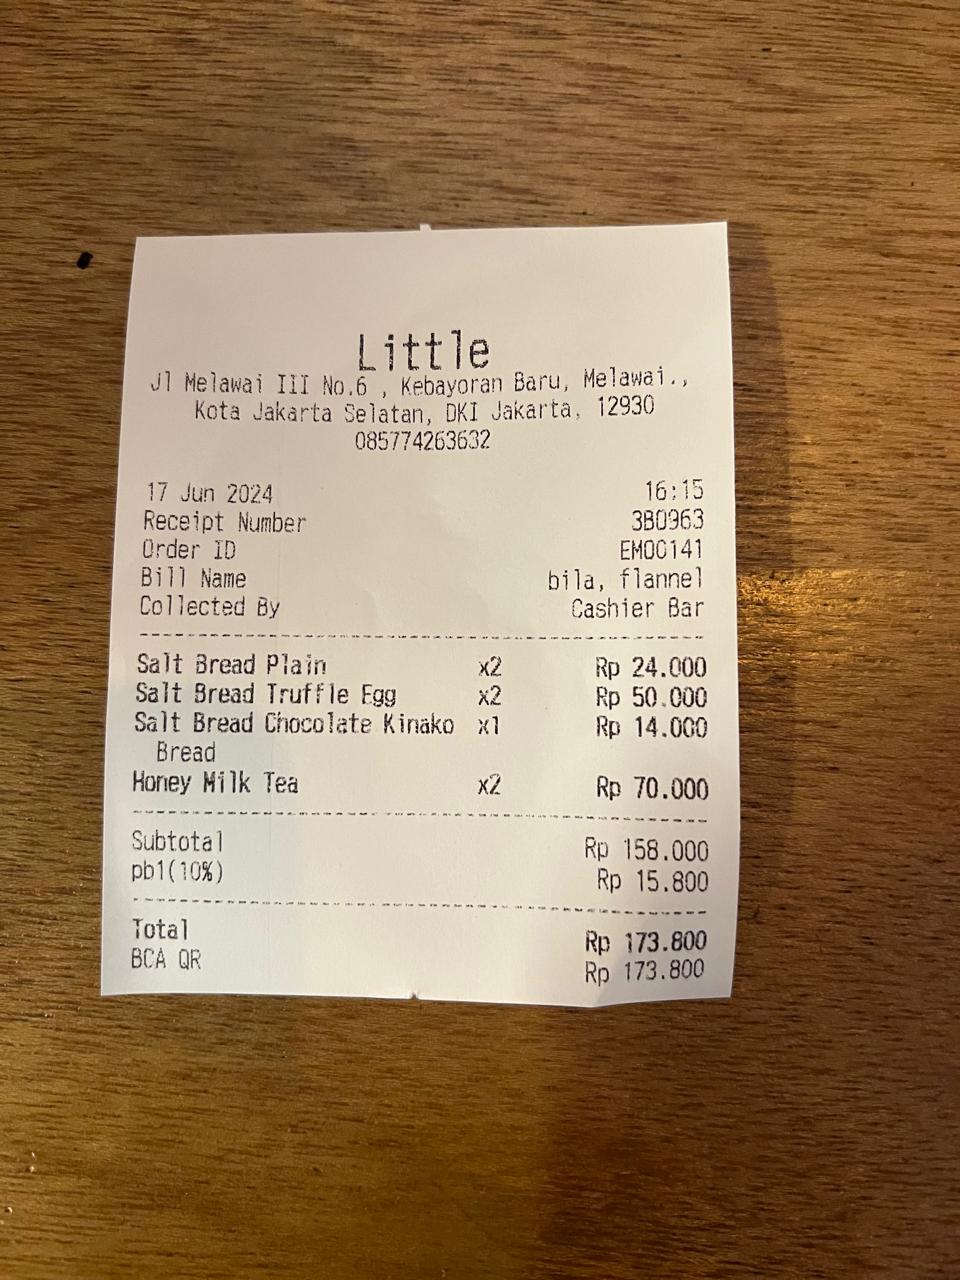 Little
Jl Melawai III No.6 , Kebayoran Baru, Melawai.,
Kota Jakarta Selatan, DKI Jakarta, 12930
085774263632
17 Jun 2024 16:15
Receipt Number 3B0963
Order ID EM00141
Bill Name bila, flannel
Collected By Cashier Bar
Salt Bread Plain x2 Rp 24.000
Salt Bread Truffle Egg x2 Rp 50.000
Salt Bread Chocolate Kinako x1 Rp 14.000
Bread
Honey Milk Tea x2 Rp 70.000
Subtotal Rp 158.000
pb1(10%) Rp 15.800
Total Rp 173.800
BCA QR Rp 173.800